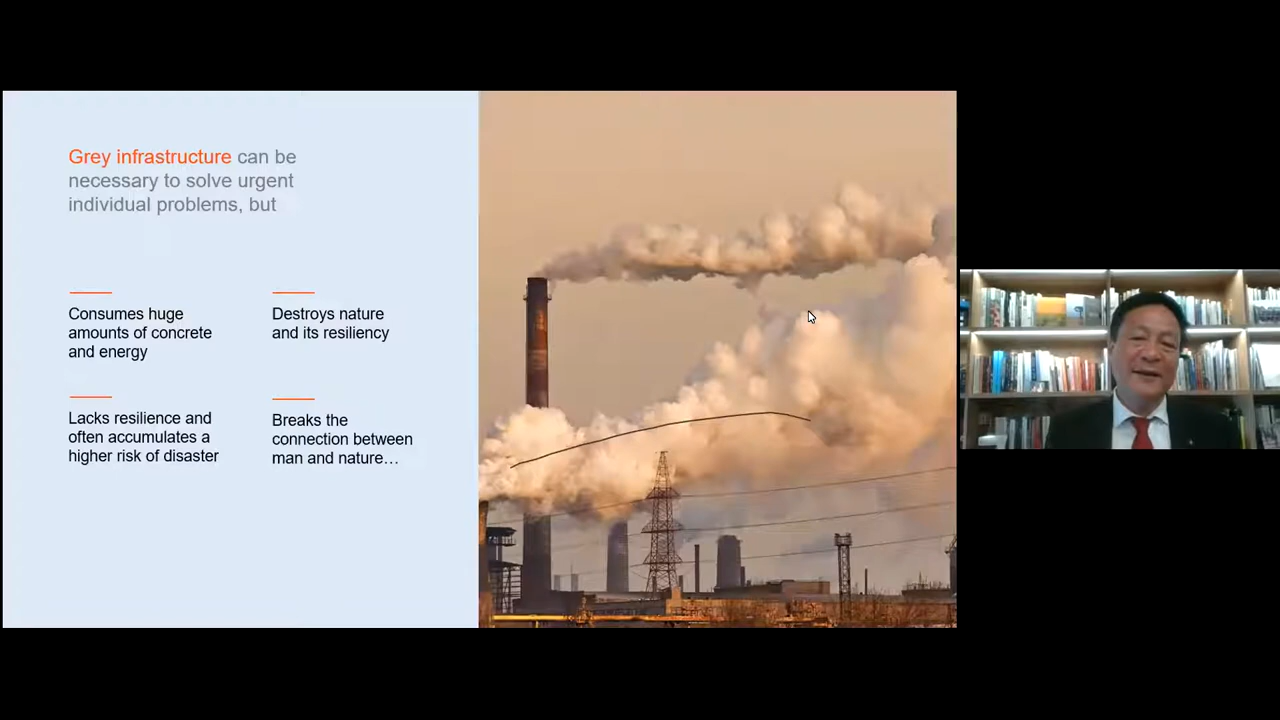 Grey infrastructure can be
necessary to solve urgent
individual problems, but
Consumes huge
amounts of concrete
and energy
Destroys nature
and its resiliency
Lacks resilience and
often accumulates a
higher risk of disaster
Breaks the
connection between
man and nature…